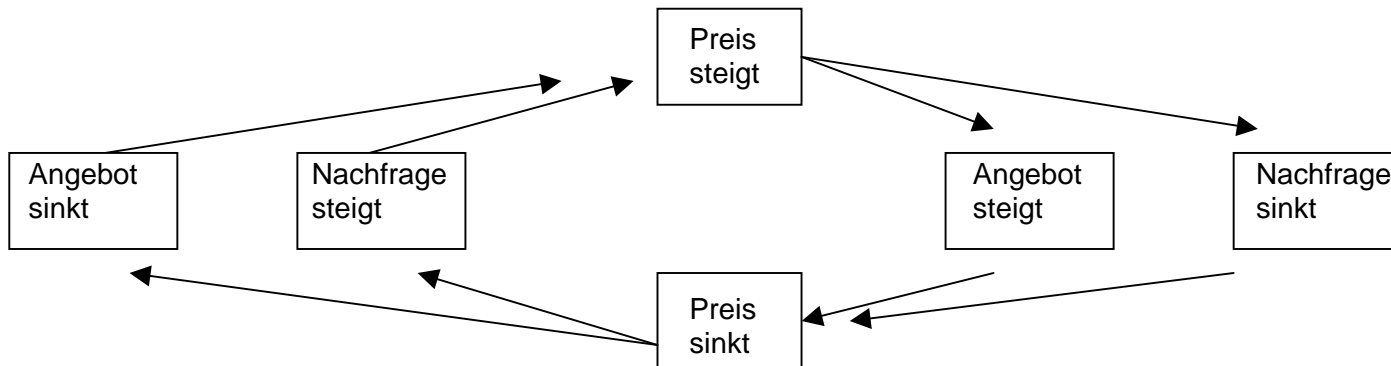 Preis
steigt
Angebot
sinkt
Nachfrage
steigt
Angebot
steigt
Nachfrage
sinkt
Preis
sinkt